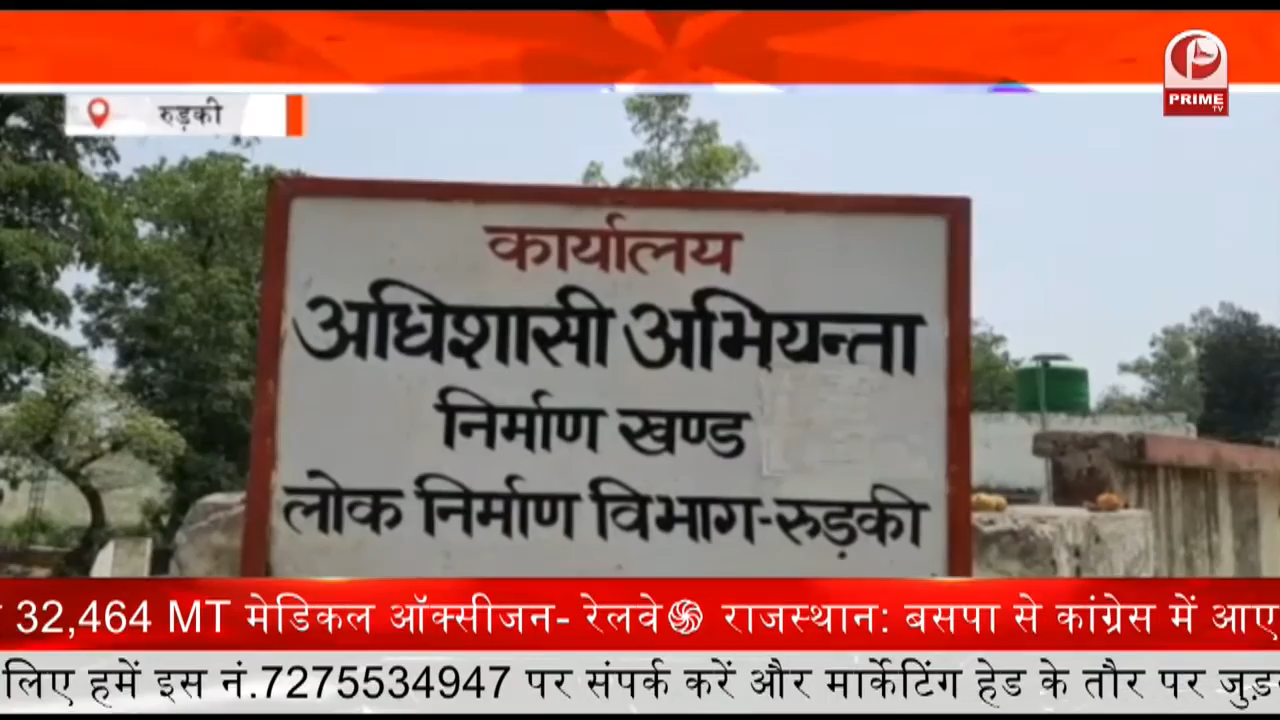 रुड़की
PRIME
TV
कार्यालय
अधिशासी अभियन्ता
निर्माण खण्ड
लोक निर्माण विभाग-रुड़की
32,464 MT मेडिकल ऑक्सीजन- रेलवे राजस्थान: बसपा से कांग्रेस में आए
लिए हमें इस नं.7275534947 पर संपर्क करें और मार्केटिंग हेड के तौर पर